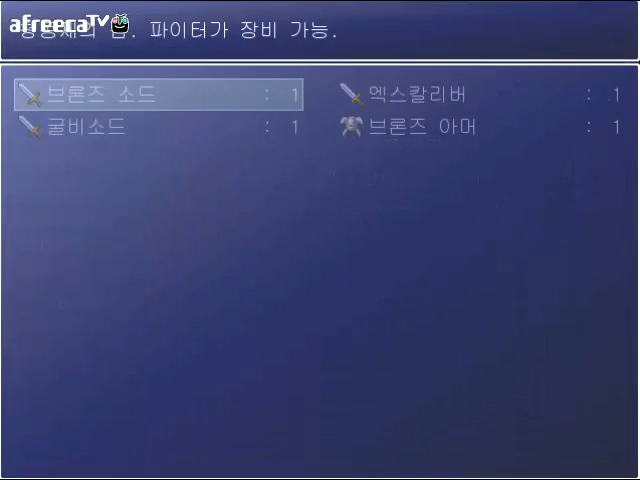 afreecaTV
검. 파이터가 장비 가능.
브론즈 소드 : 1 엑스칼리버 : 1
굴비소드 : 1 브론즈 아머 : 1